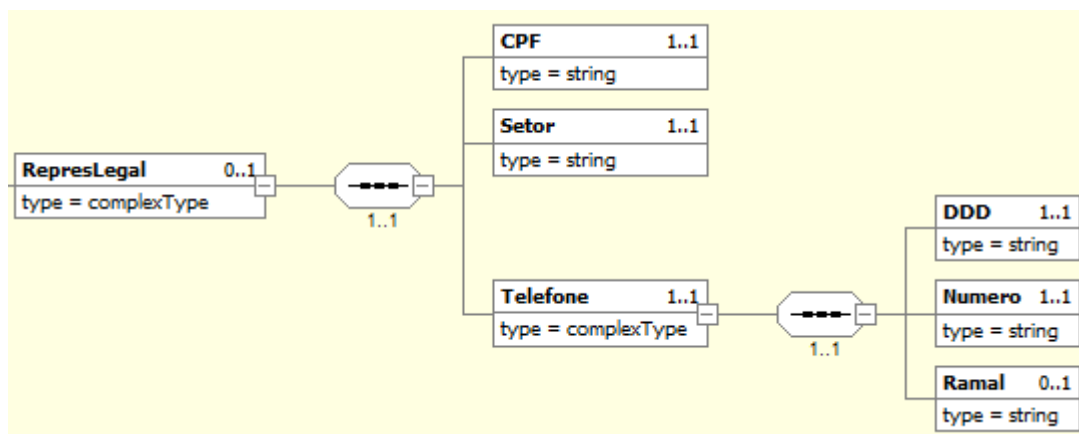 CPF 1..1
type = string
Setor 1..1
type = string
RepresLegal 0..1
type = complexType
1..1
DDD 1..1
type = string
Telefone 1..1
type = complexType
1..1
Numero 1..1
type = string
Ramal 0..1
type = string